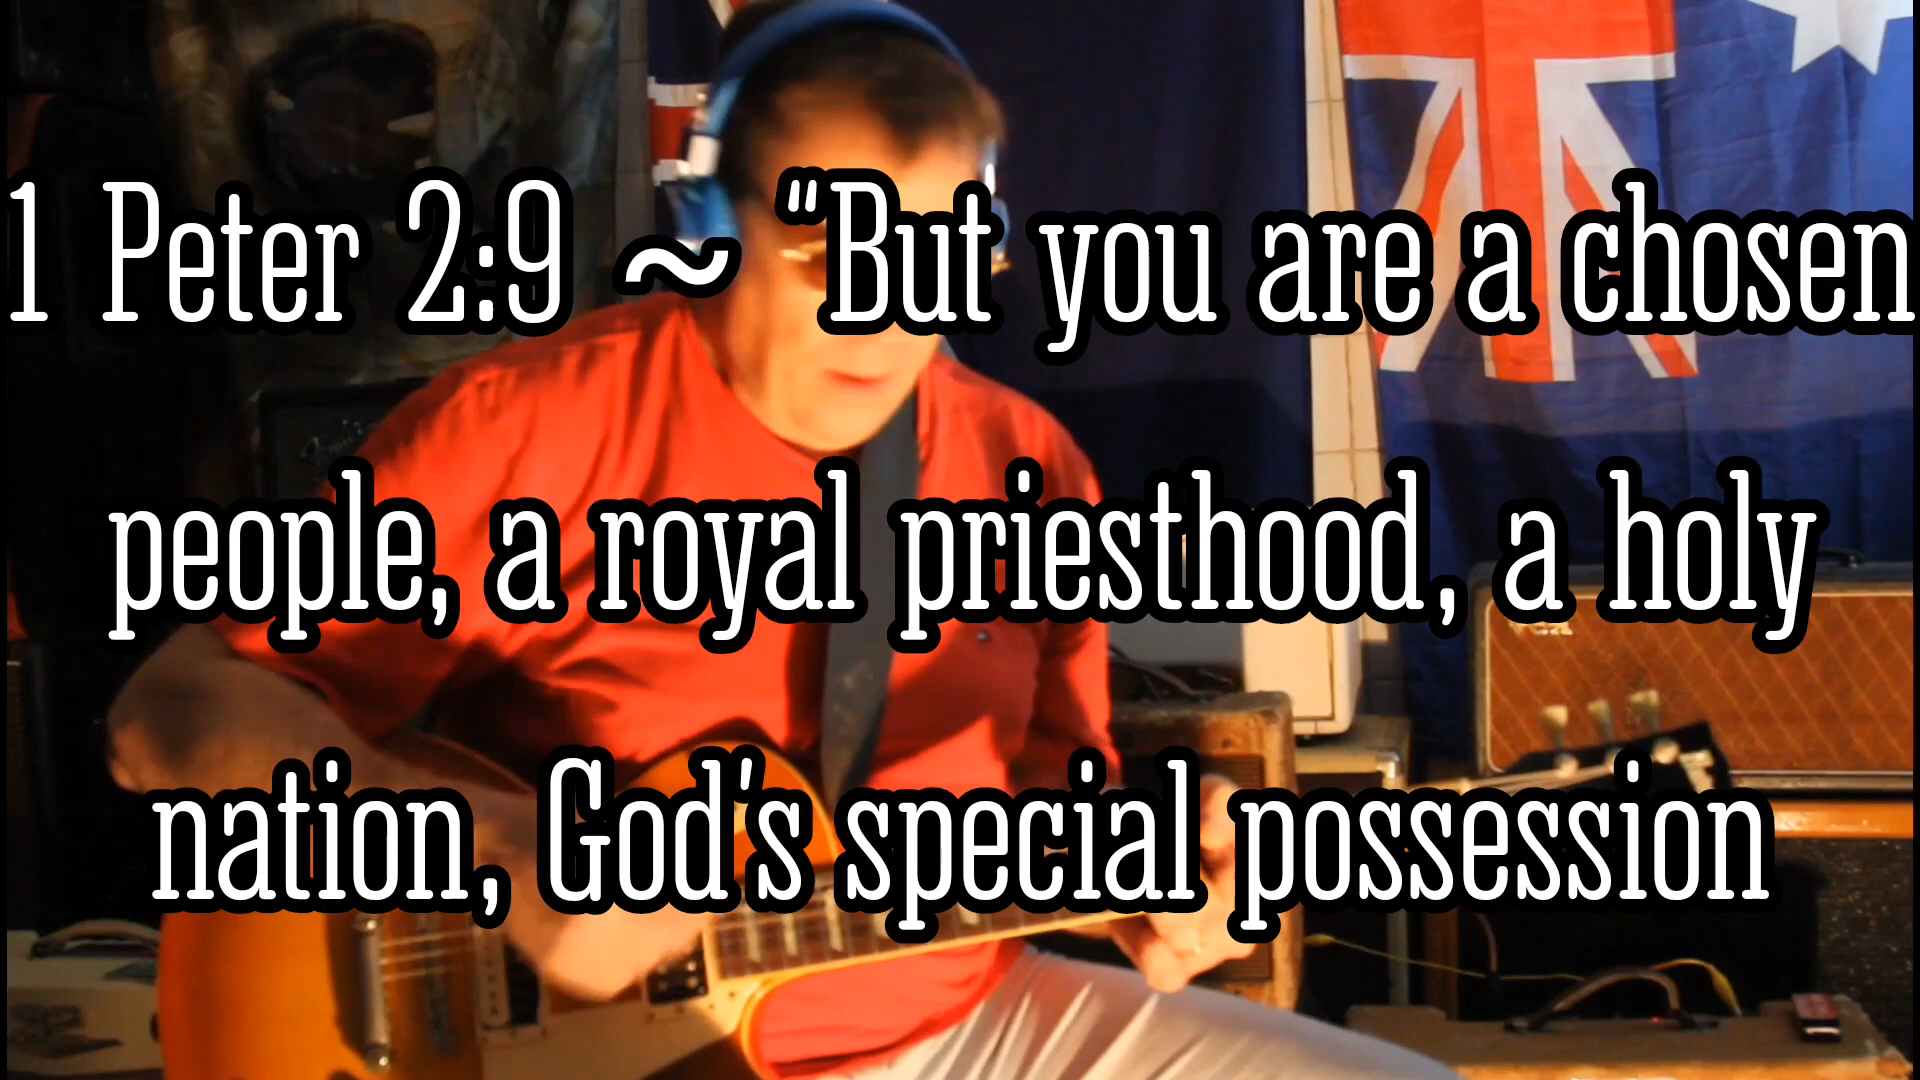 1 Peter 2:9 ~ "But you are a chosen
people, a royal priesthood, a holy
nation, God's special possession